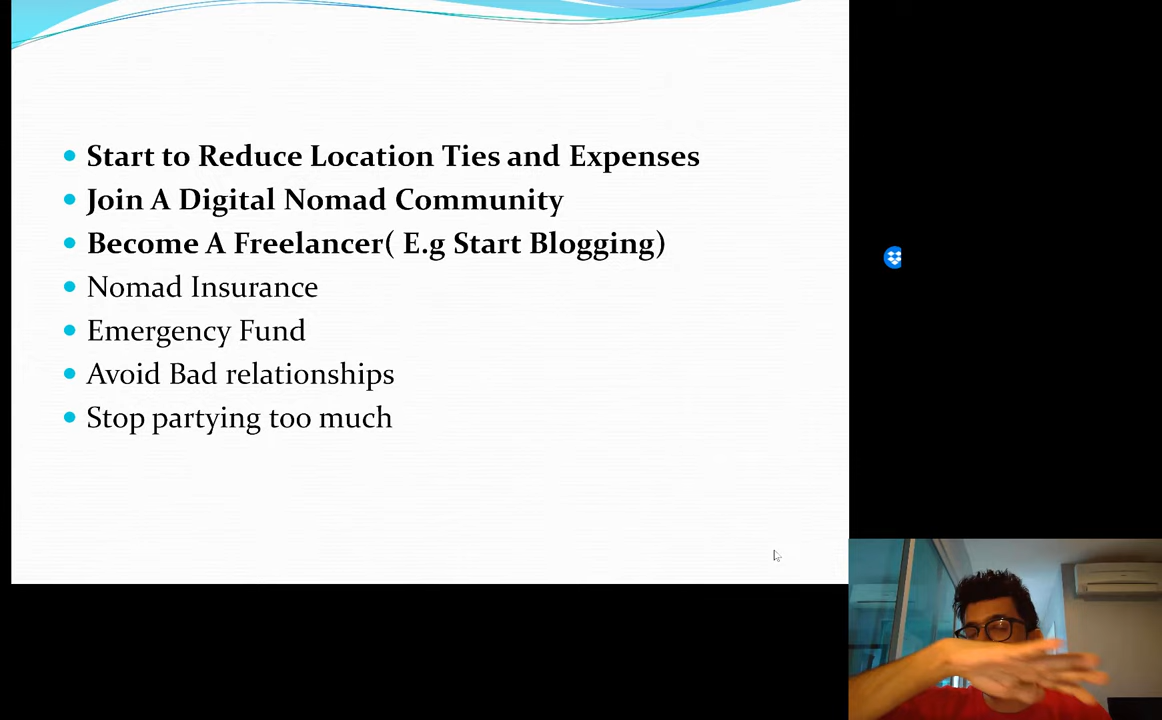 Start to Reduce Location Ties and Expenses
Join A Digital Nomad Community
Become A Freelancer( E.g Start Blogging)
Nomad Insurance
Emergency Fund
Avoid Bad relationships
Stop partying too much